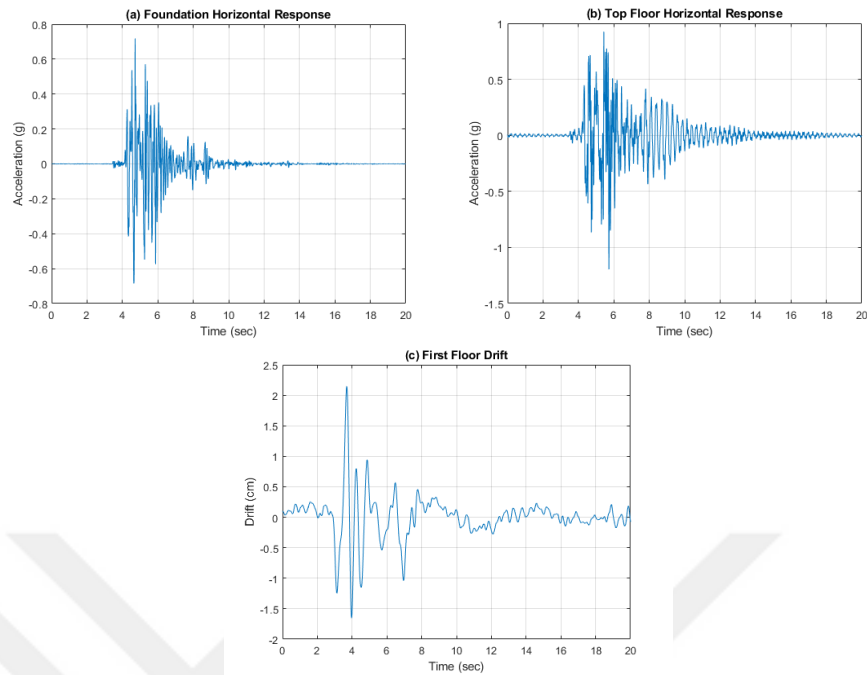 (a) Foundation Horizontal Response
0.8
0.6
0.4
0.2
0
-0.2
-0.4
-0.6
-0.8
Acceleration (g)
0 2 4 6 8 10 12 14 16 18 20
Time (sec)
(b) Top Floor Horizontal Response
1
0.5
0
-0.5
-1
-1.5
Acceleration (g)
0 2 4 6 8 10 12 14 16 18 20
Time (sec)
(c) First Floor Drift
2.5
2
1.5
1
0.5
0
-0.5
-1
-1.5
-2
Drift (cm)
0 2 4 6 8 10 12 14 16 18 20
Time (sec)